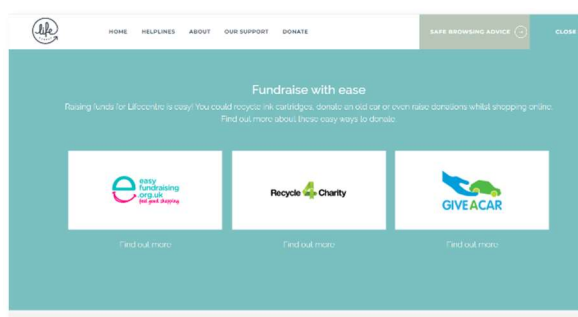 life
HOME HELPLINES ABOUT OUR SUPPORT DONATE
SAFE BROWSING ADVICE
CLOSE
Fundraise with ease
Raising funds for Lifecentre is easy! You could recycle ink cartridges, donate an old car or even raise donations whilst shopping online.
Find out more about these easy ways to donate.
easy
fundraising
.org.uk
feel good shopping
Recycle 4 Charity
GIVEACAR
Find out more
Find out more
Find out more